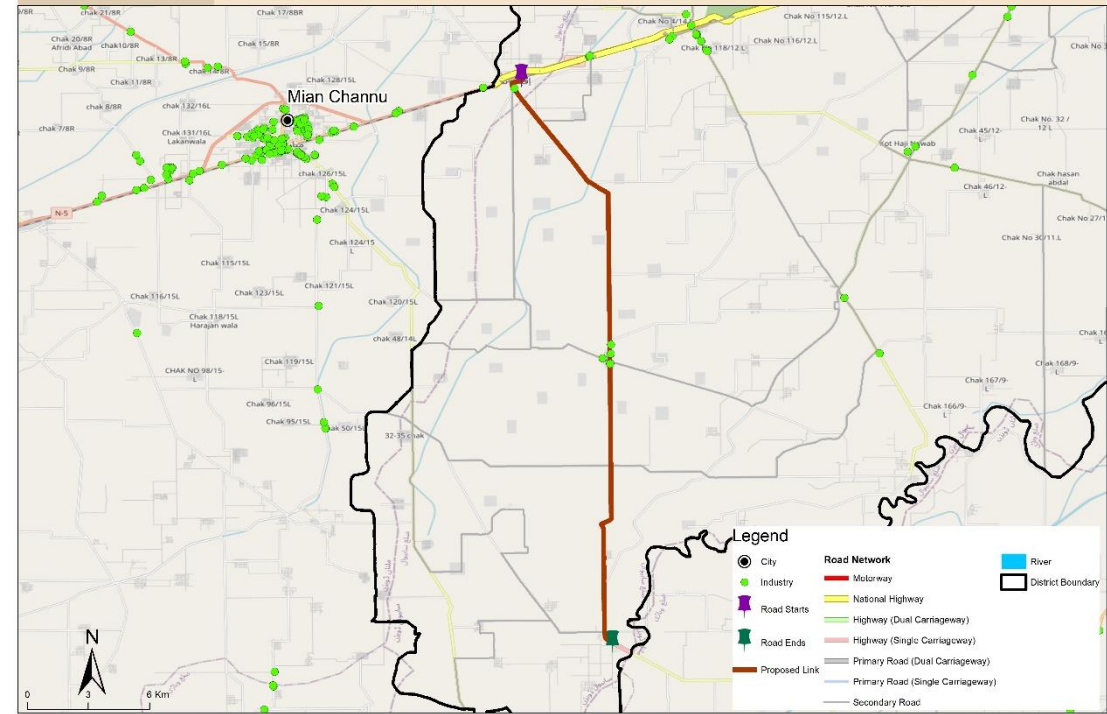 chak 21/8R
Chak 17/8BR
Chak 20/8R
Afridi Abad
chak10/8R
Chak 15/8R
Chak 13/8R
Chak 9/8R
Chak 11/8R
Chak 128/15L
Mian Channu
chak 8/8R
Chak 132/16L
chak 7/8R
Chak 131/16L
Lakanwala
chak 126/15L
N-5
Chak 124/15L
Chak 124/15
L
Chak 115/15L
Chak 116/15L
Chak 123/15L
Chak 121/15L
Chak 120/15L
Chak 118/15L
Harajan wala
chak 48/14L
Chak 119/15L
CHAK NO 98/15-
L
Chak 96/15L
Chak 95/15L
32-35 chak
Chak No 4/14
Chak No 115/12.L
Chak No 118/12.L
Chak No 116/12.L
Chak No. 32 /
12 L
Chak 45/12-
L
Kot Haji Nawab
Chak hasan
abdal
Chak 46/12-
L
Chak No 27/1
Chak No 30/11.L
Chak 168/9-
L
Chak 167/9-
L
Chak 166/9-
L
Legend
City
Industry
Road Starts
Road Ends
Proposed Link
Road Network
Motorway
National Highway
Highway (Dual Carriageway)
Highway (Single Carriageway)
Primary Road (Dual Carriageway)
Primary Road (Single Carriageway)
Secondary Road
River
District Boundary
N
0 3 6 Km